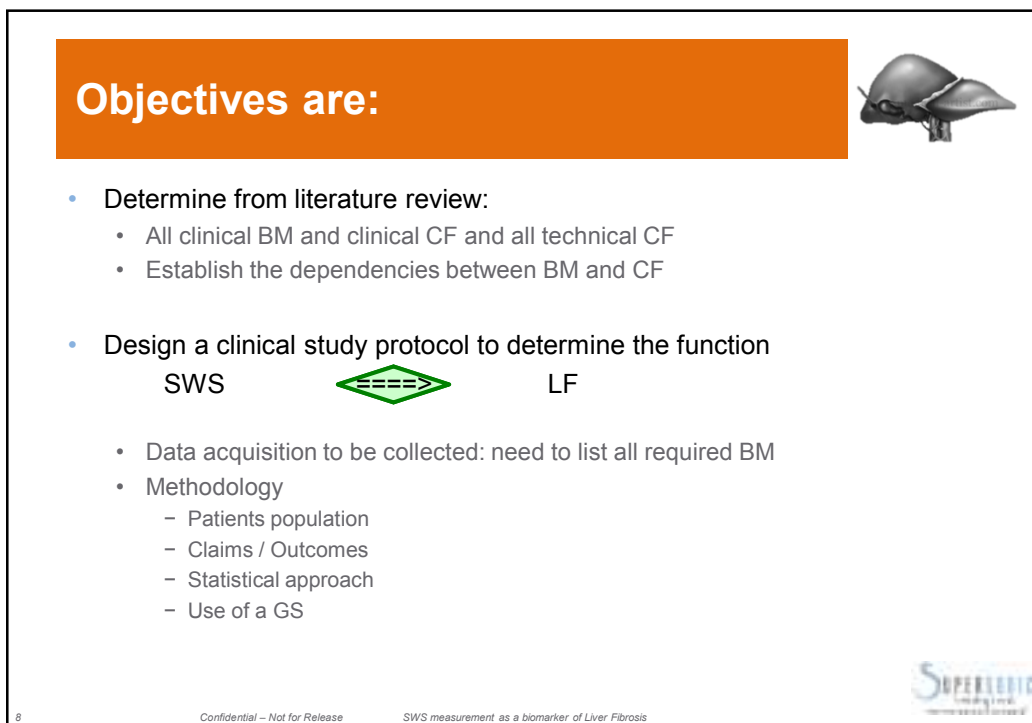 Objectives are:
• Determine from literature review:
• All clinical BM and clinical CF and all technical CF
• Establish the dependencies between BM and CF
• Design a clinical study protocol to determine the function
SWS ====> LF
• Data acquisition to be collected: need to list all required BM
• Methodology
− Patients population
− Claims / Outcomes
− Statistical approach
− Use of a GS
8 Confidential – Not for Release SWS measurement as a biomarker of Liver Fibrosis